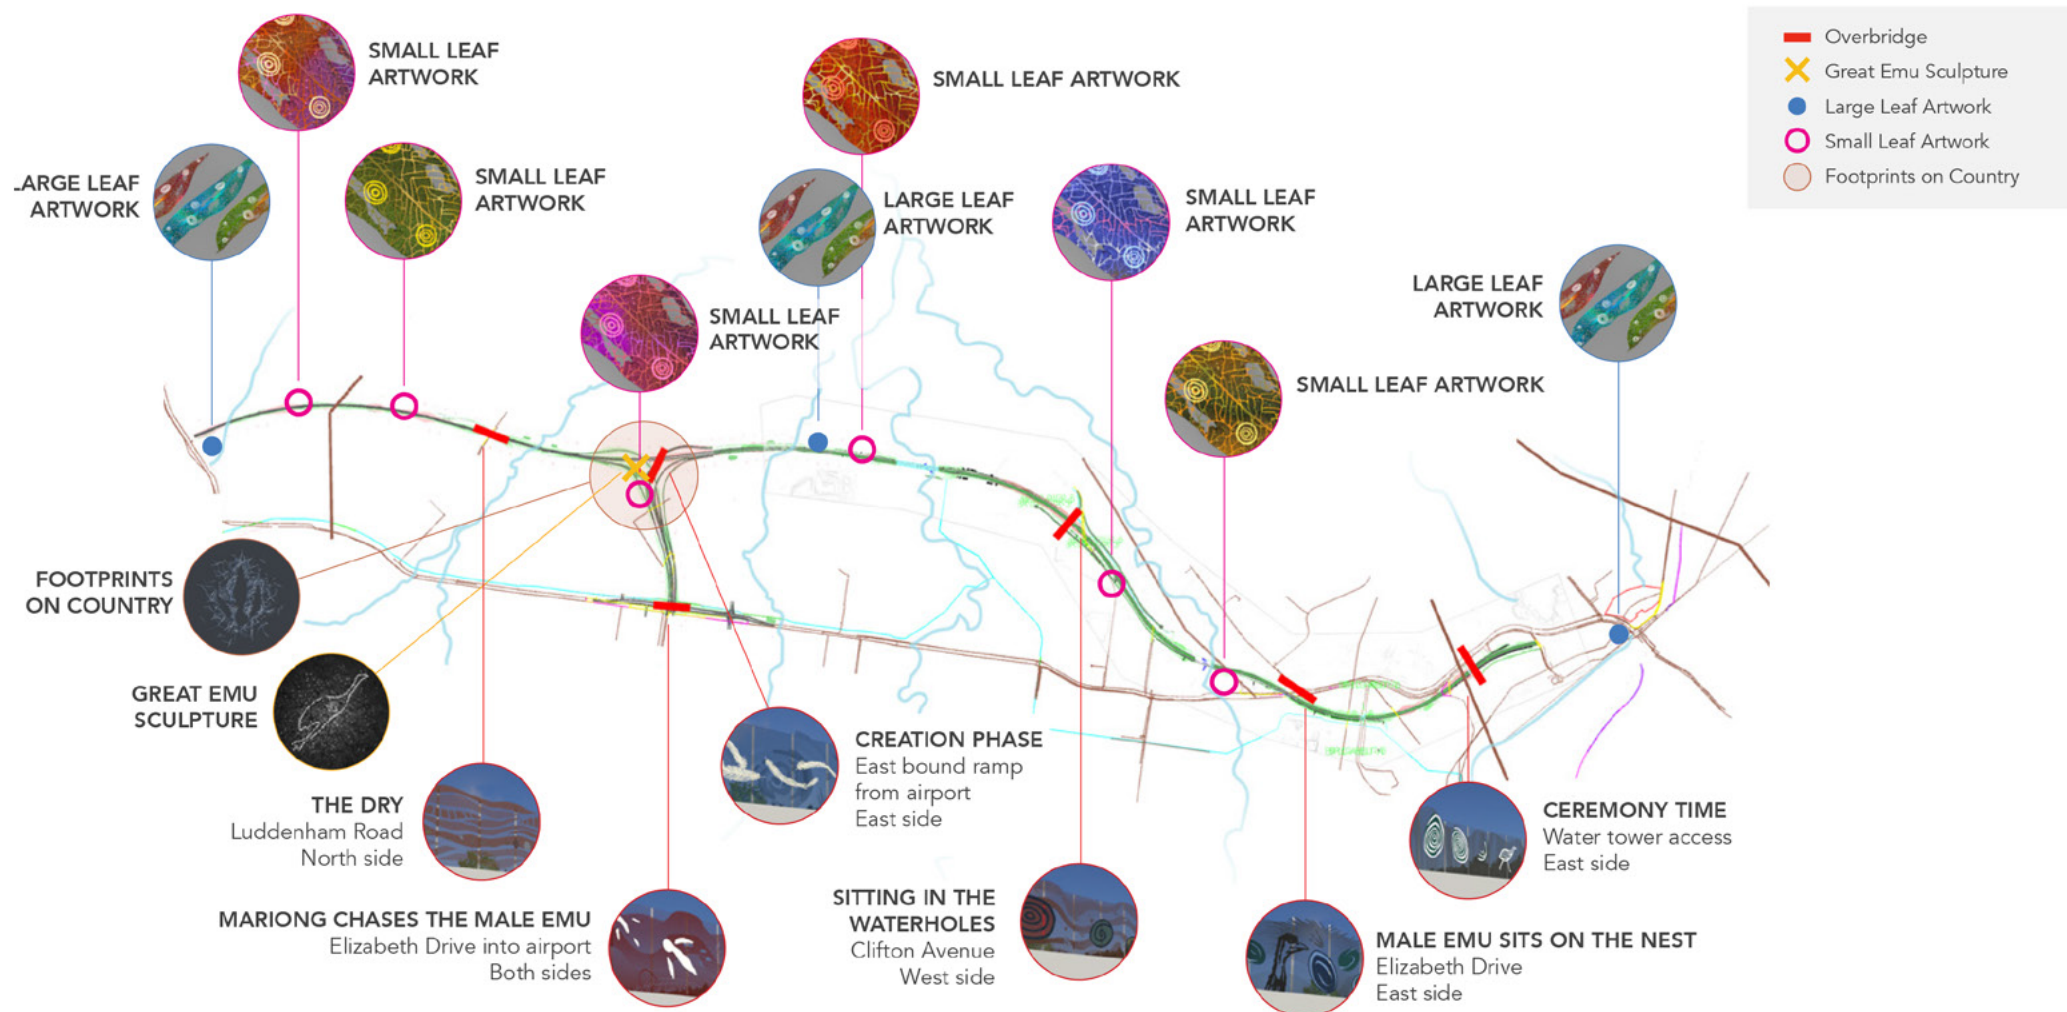 SMALL LEAF
ARTWORK
SMALL LEAF ARTWORK
Overbridge
Great Emu Sculpture
Large Leaf Artwork
Small Leaf Artwork
Footprints on Country
LARGE LEAF
ARTWORK
SMALL LEAF
ARTWORK
LARGE LEAF
ARTWORK
SMALL LEAF
ARTWORK
SMALL LEAF
ARTWORK
LARGE LEAF
ARTWORK
SMALL LEAF ARTWORK
FOOTPRINTS
ON COUNTRY
GREAT EMU
SCULPTURE
THE DRY
Luddenham Road
North side
CREATION PHASE
East bound ramp
from airport
East side
CEREMONY TIME
Water tower access
East side
MARIONG CHASES THE MALE EMU
Elizabeth Drive into airport
Both sides
SITTING IN THE
WATERHOLES
Clifton Avenue
West side
MALE EMU SITS ON THE NEST
Elizabeth Drive
East side